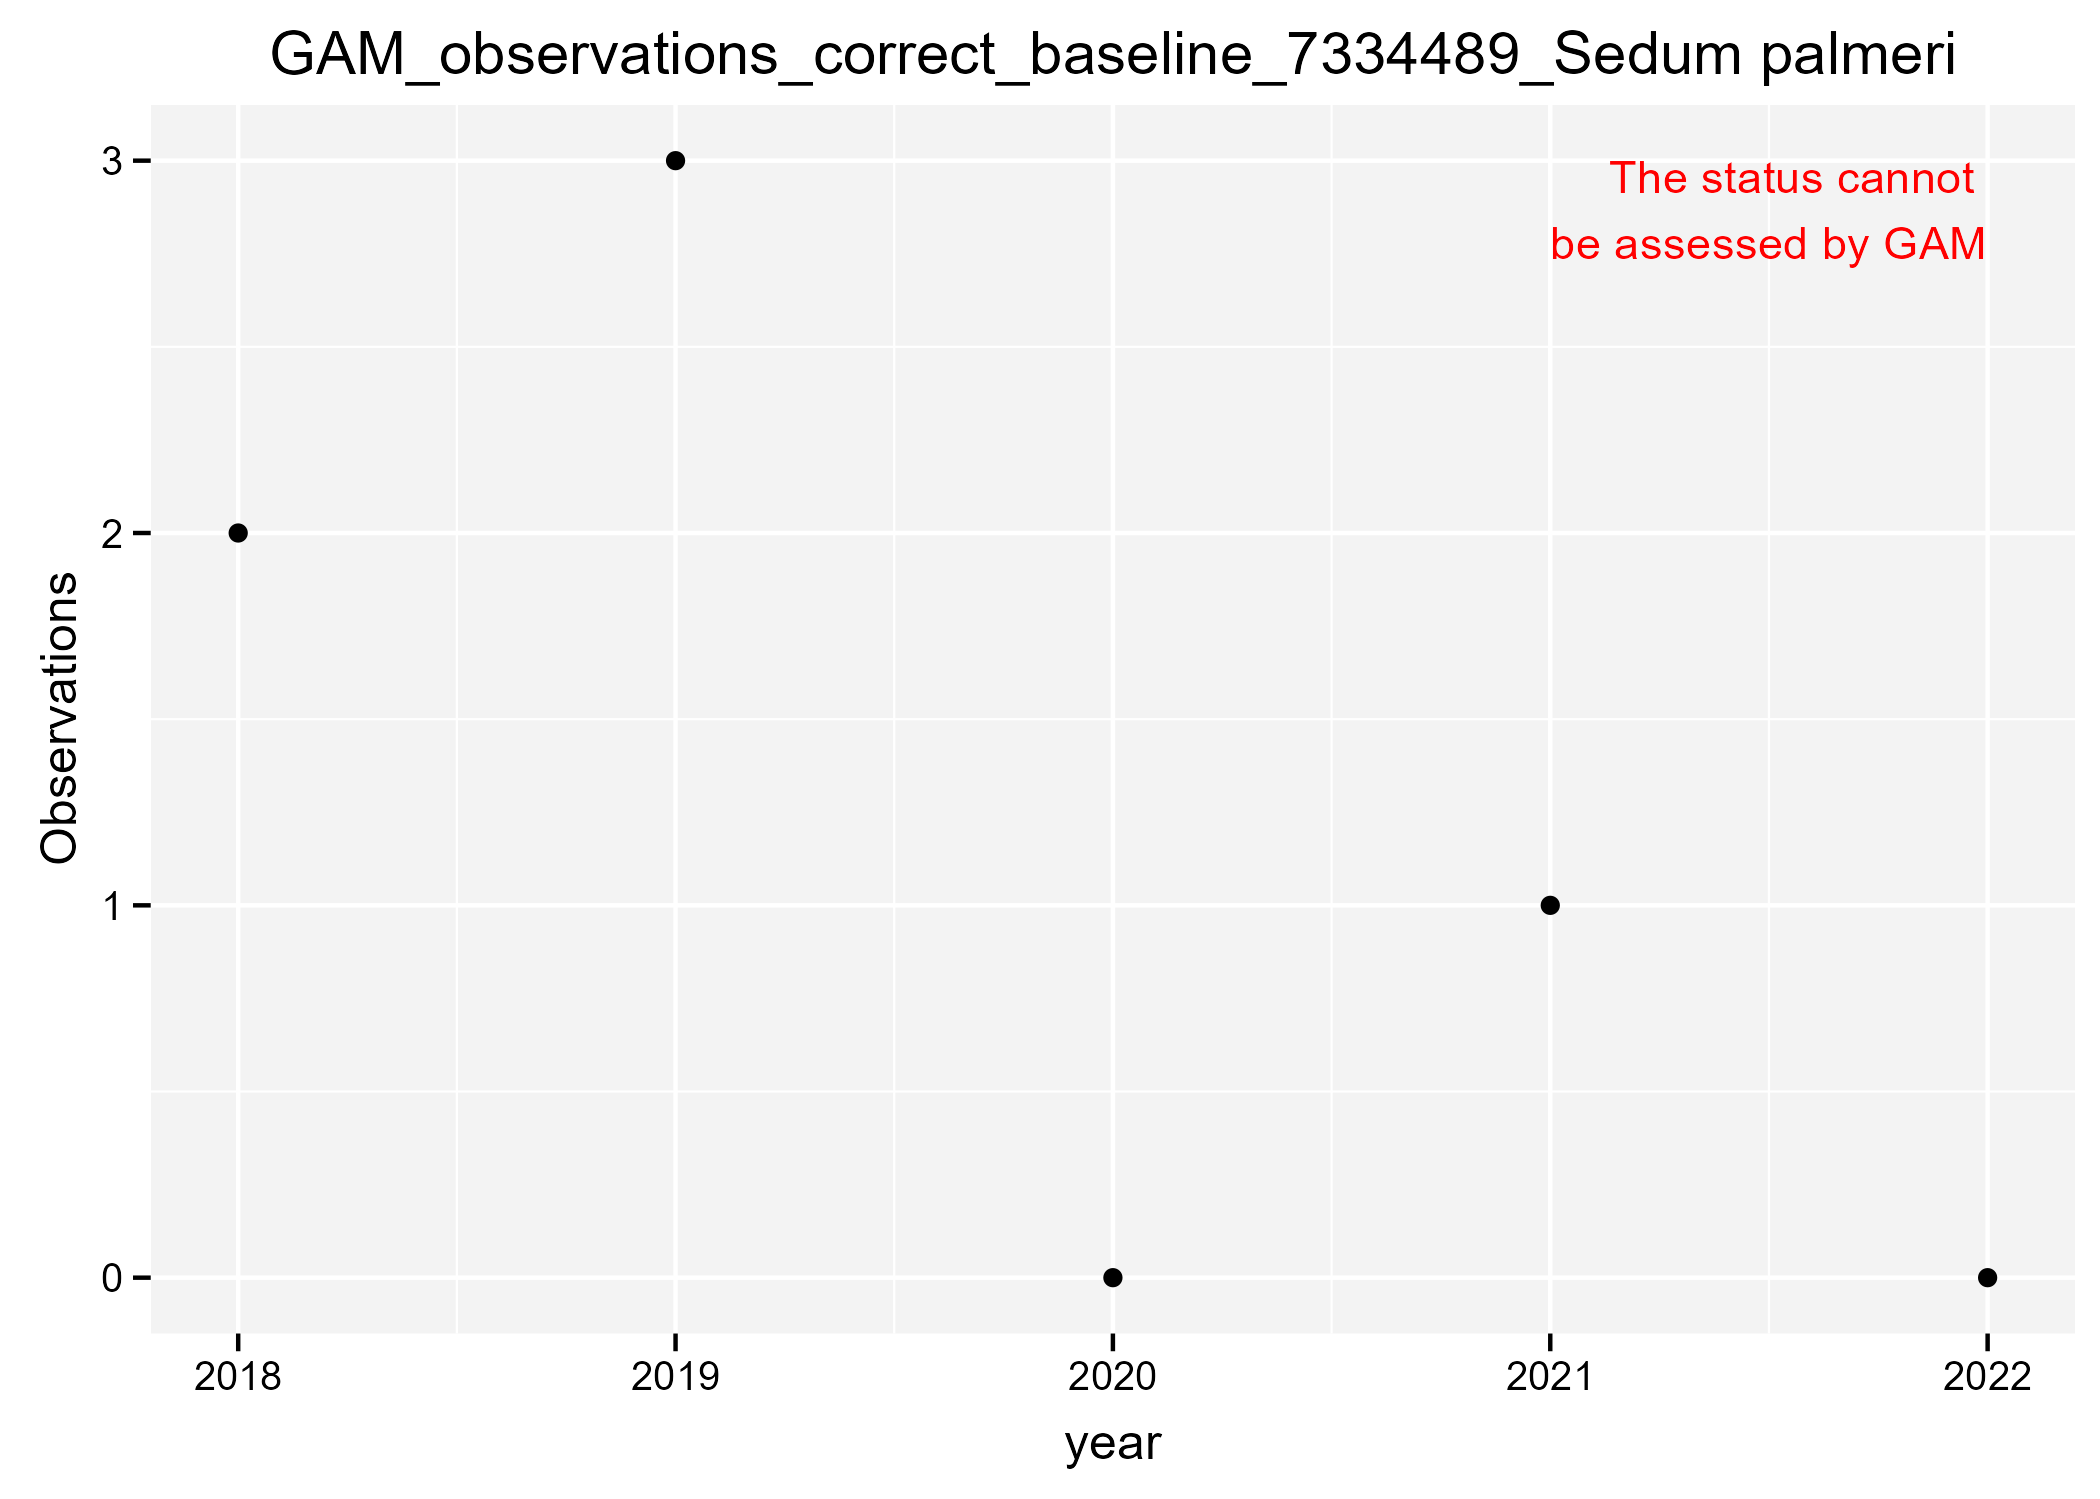 GAM_observations_correct_baseline_7334489_Sedum palmeri
The status cannot
be assessed by GAM
3
2
1
0
Observations
2018 2019 2020 2021 2022
year